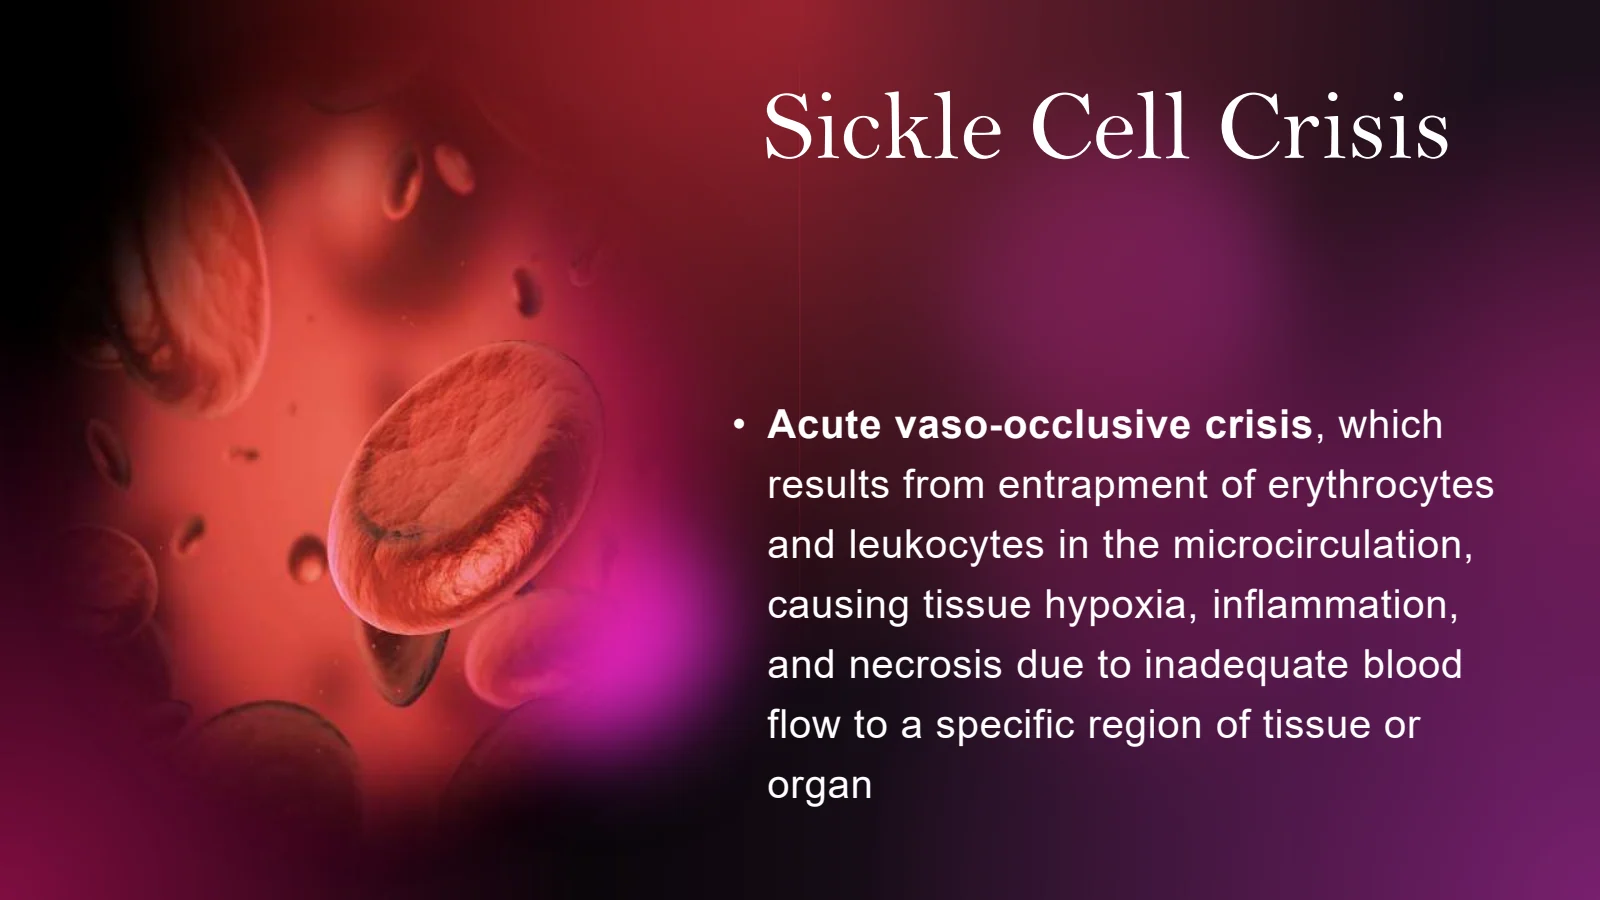 Sickle Cell Crisis
• Acute vaso-occlusive crisis, which
results from entrapment of erythrocytes
and leukocytes in the microcirculation,
causing tissue hypoxia, inflammation,
and necrosis due to inadequate blood
flow to a specific region of tissue or
organ